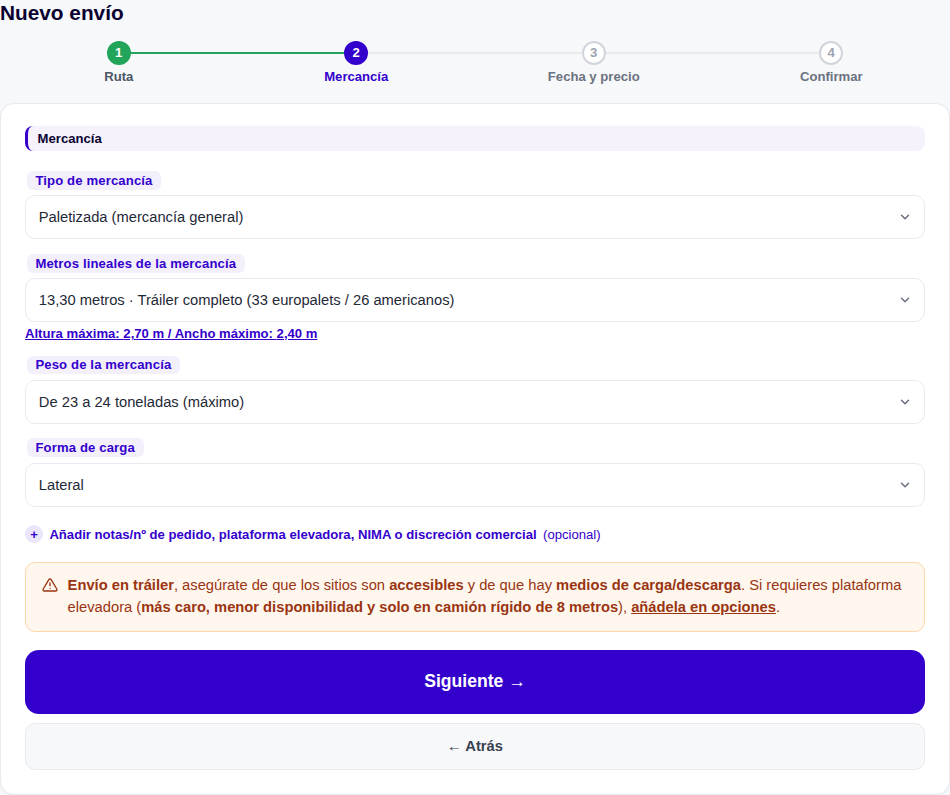 Nuevo envío
1
2
3
4
Ruta
Mercancía
Fecha y precio
Confirmar
Mercancía
Tipo de mercancía
Paletizada (mercancía general)
Metros lineales de la mercancía
13,30 metros · Tráiler completo (33 europalets / 26 americanos)
Altura máxima: 2,70 m / Ancho máximo: 2,40 m
Peso de la mercancía
De 23 a 24 toneladas (máximo)
Forma de carga
Lateral
+ Añadir notas/nº de pedido, plataforma elevadora, NIMA o discreción comercial (opcional)
Envío en tráiler, asegúrate de que los sitios son accesibles y de que hay medios de carga/descarga. Si requieres plataforma
elevadora (más caro, menor disponibilidad y solo en camión rígido de 8 metros), añádela en opciones.
Siguiente →
← Atrás